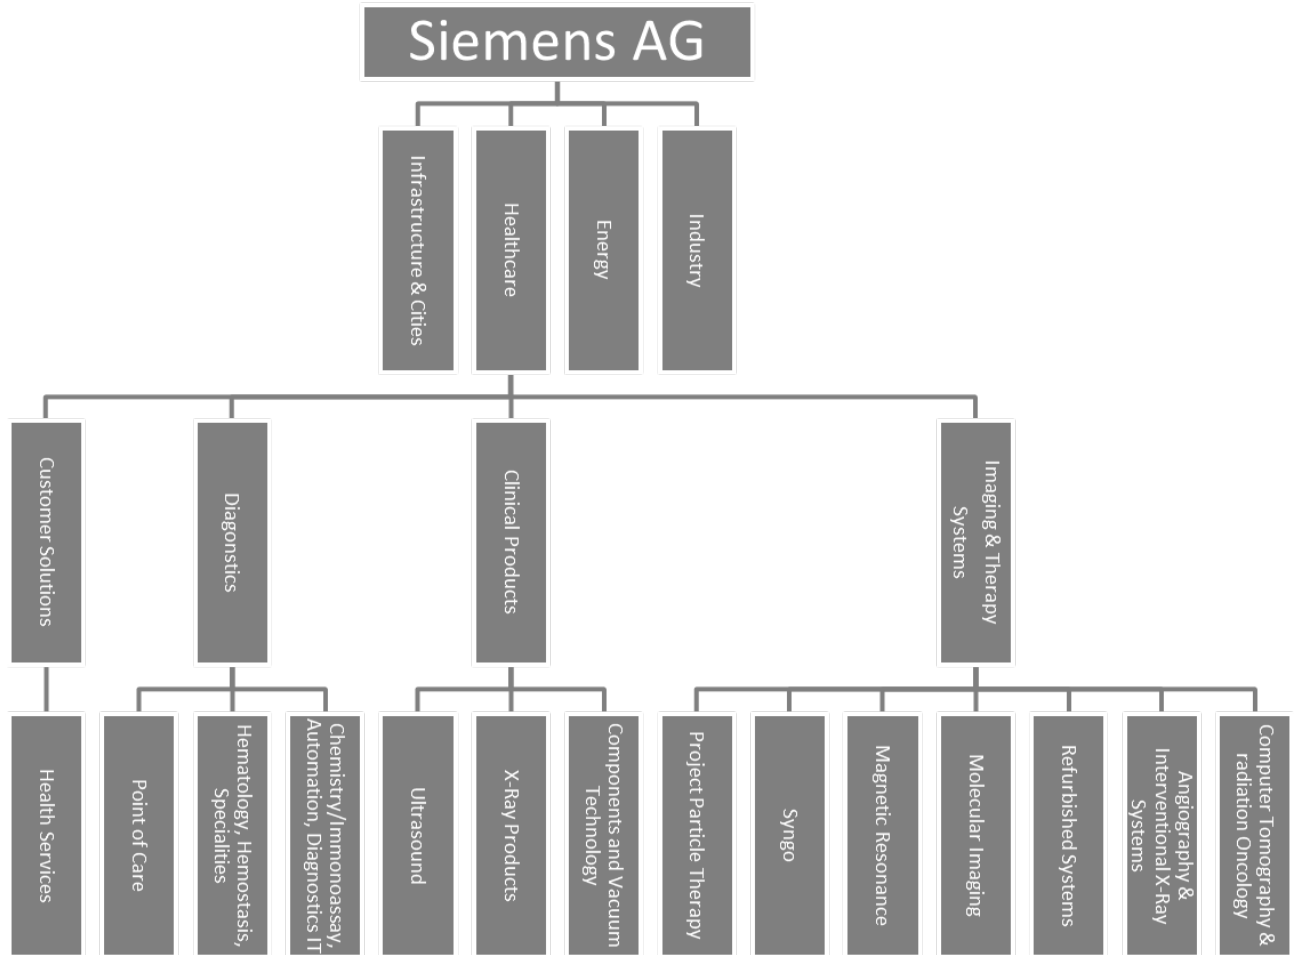 Siemens AG
Infrastructure & Cities
Healthcare
Energy
Industry
Customer Solutions
Diagonstics
Clinical Products
Imaging & Therapy
Systems
Health Services
Point of Care
Hematology, Hemostasis,
Specialities
Chemistry/Immonoassay,
Automation, Diagnostics IT
Ultrasound
X-Ray Products
Components and Vacuum
Technology
Project Particle Therapy
Syngo
Magnetic Resonance
Molecular Imaging
Refurbished Systems
Angiography &
Interventional X-Ray
Systems
Computer Tomography &
radiation Oncology